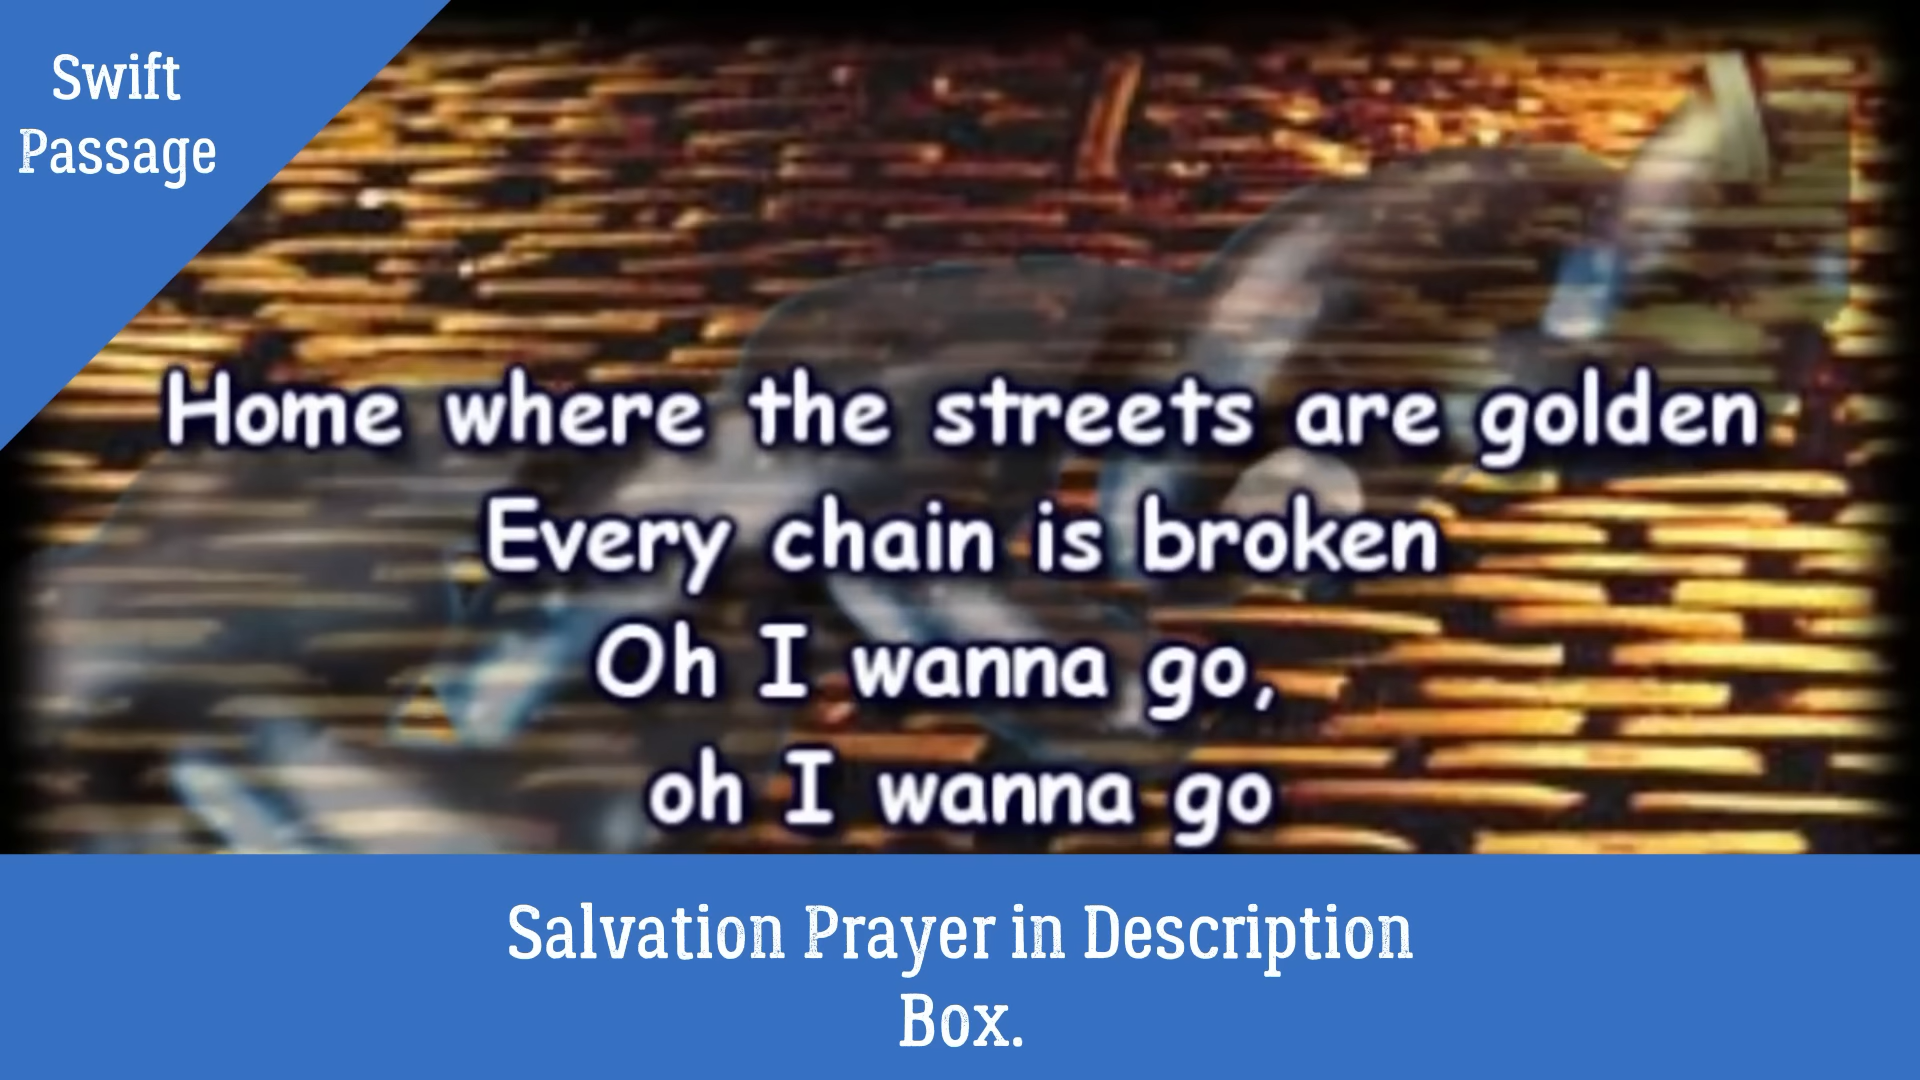 Swift
Passage
Home where the streets are golden
Every chain is broken
Oh I wanna go,
oh I wanna go
Salvation Prayer in Description
Box.